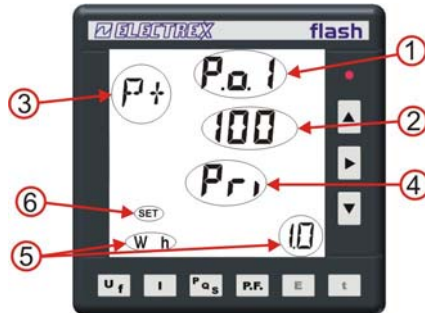 ELECTREX flash
P.o.1
1
P+
3
100
2
Pri
4
SET
6
W h
1.0
5
Uf I PQS P.F. E t